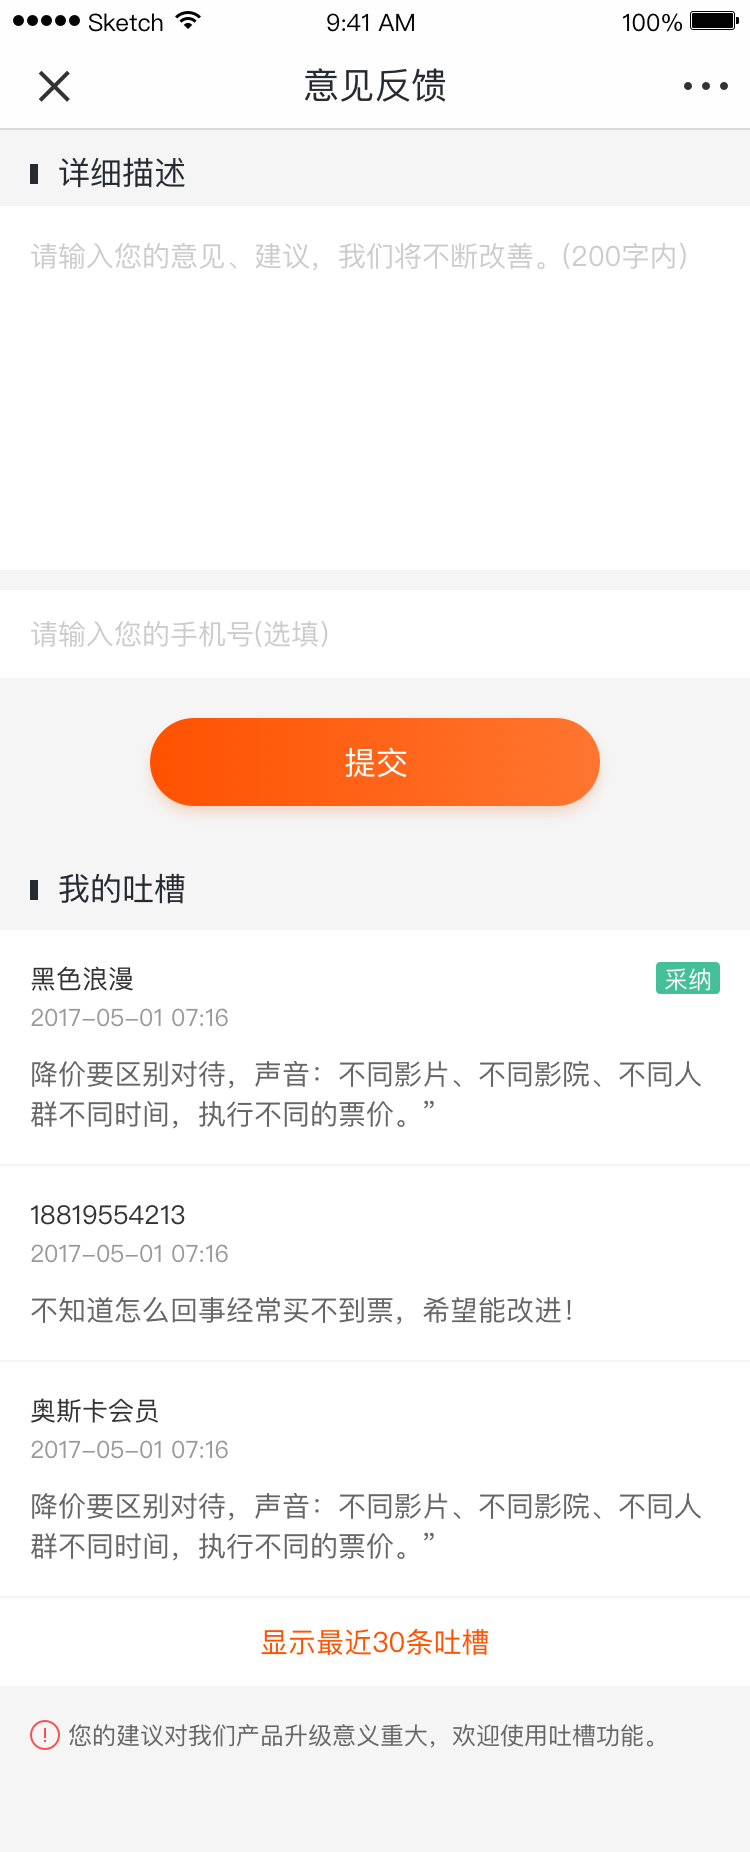 Sketch 9:41 AM 100%
意见反馈
详细描述
请输入您的意见、建议，我们将不断改善。(200字内)
请输入您的手机号(选填)
提交
我的吐槽
黑色浪漫 采纳
2017-05-01 07:16
降价要区别对待，声音：不同影片、不同影院、不同人
群不同时间，执行不同的票价。”
18819554213
2017-05-01 07:16
不知道怎么回事经常买不到票，希望能改进！
奥斯卡会员
2017-05-01 07:16
降价要区别对待，声音：不同影片、不同影院、不同人
群不同时间，执行不同的票价。”
显示最近30条吐槽
您的建议对我们产品升级意义重大，欢迎使用吐槽功能。